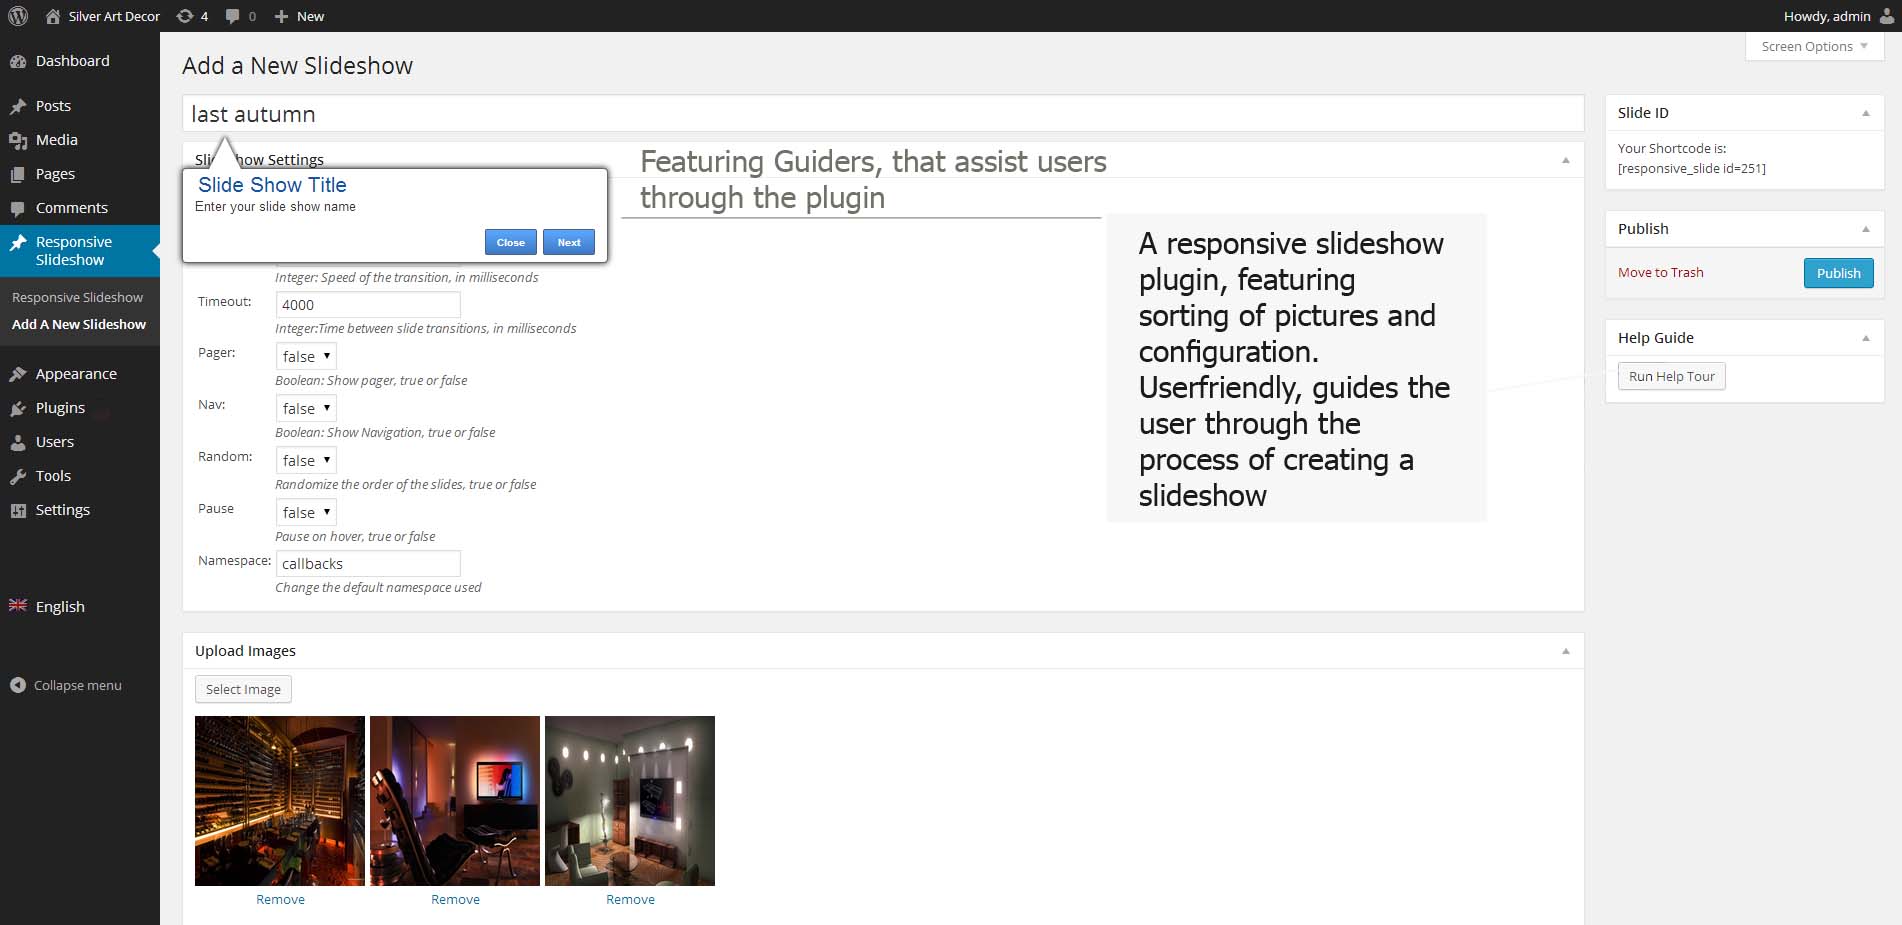 Silver Art Decor
4
0
New
Howdy, admin
Screen Options
Dashboard
Posts
Media
Pages
Comments
Responsive
Slideshow
Responsive Slideshow
Add A New Slideshow
Appearance
Plugins
Users
Tools
Settings
English
Collapse menu
Add a New Slideshow
last autumn
Slideshow Settings
Slide Show Title
Enter your slide show name
Close
Next
Featuring Guiders, that assist users
through the plugin
Integer: Speed of the transition, in milliseconds
Timeout:
4000
Integer:Time between slide transitions, in milliseconds
Pager:
false
Boolean: Show pager, true or false
Nav:
false
Boolean: Show Navigation, true or false
Random:
false
Randomize the order of the slides, true or false
Pause
false
Pause on hover, true or false
Namespace:
callbacks
Change the default namespace used
A responsive slideshow
plugin, featuring
sorting of pictures and
configuration.
Userfriendly, guides the
user through the
process of creating a
slideshow
Upload Images
Select Image
Remove
Remove
Remove
Slide ID
Your Shortcode is:
[responsive_slide id=251]
Publish
Move to Trash
Publish
Help Guide
Run Help Tour